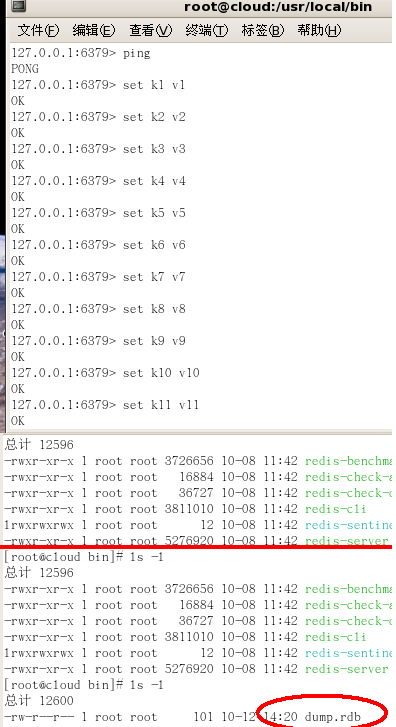 root@cloud:/usr/local/bin
文件(F) 编辑(E) 查看(V) 终端(T) 标签(B) 帮助(H)
127.0.0.1:6379> ping
PONG
127.0.0.1:6379> set k1 v1
OK
127.0.0.1:6379> set k2 v2
OK
127.0.0.1:6379> set k3 v3
OK
127.0.0.1:6379> set k4 v4
OK
127.0.0.1:6379> set k5 v5
OK
127.0.0.1:6379> set k6 v6
OK
127.0.0.1:6379> set k7 v7
OK
127.0.0.1:6379> set k8 v8
OK
127.0.0.1:6379> set k9 v9
OK
127.0.0.1:6379> set k10 v10
OK
127.0.0.1:6379> set k11 v11
OK
总计 12596
-rwxr-xr-x 1 root root 3726656 10-08 11:42 redis-benchma
-rwxr-xr-x 1 root root 16884 10-08 11:42 redis-check-a
-rwxr-xr-x 1 root root 36727 10-08 11:42 redis-check-d
-rwxr-xr-x 1 root root 3811010 10-08 11:42 redis-cli
lrwxrwxrwx 1 root root 12 10-08 11:42 redis-sentine
-rwxr-xr-x 1 root root 5276920 10-08 11:42 redis-server
[root@cloud bin]# ls -l
总计 12596
-rwxr-xr-x 1 root root 3726656 10-08 11:42 redis-benchma
-rwxr-xr-x 1 root root 16884 10-08 11:42 redis-check-a
-rwxr-xr-x 1 root root 36727 10-08 11:42 redis-check-d
-rwxr-xr-x 1 root root 3811010 10-08 11:42 redis-cli
lrwxrwxrwx 1 root root 12 10-08 11:42 redis-sentine
-rwxr-xr-x 1 root root 5276920 10-08 11:42 redis-server
[root@cloud bin]# ls -l
总计 12600
-rw-r--r-- 1 root root 101 10-12 14:20 dump.rdb